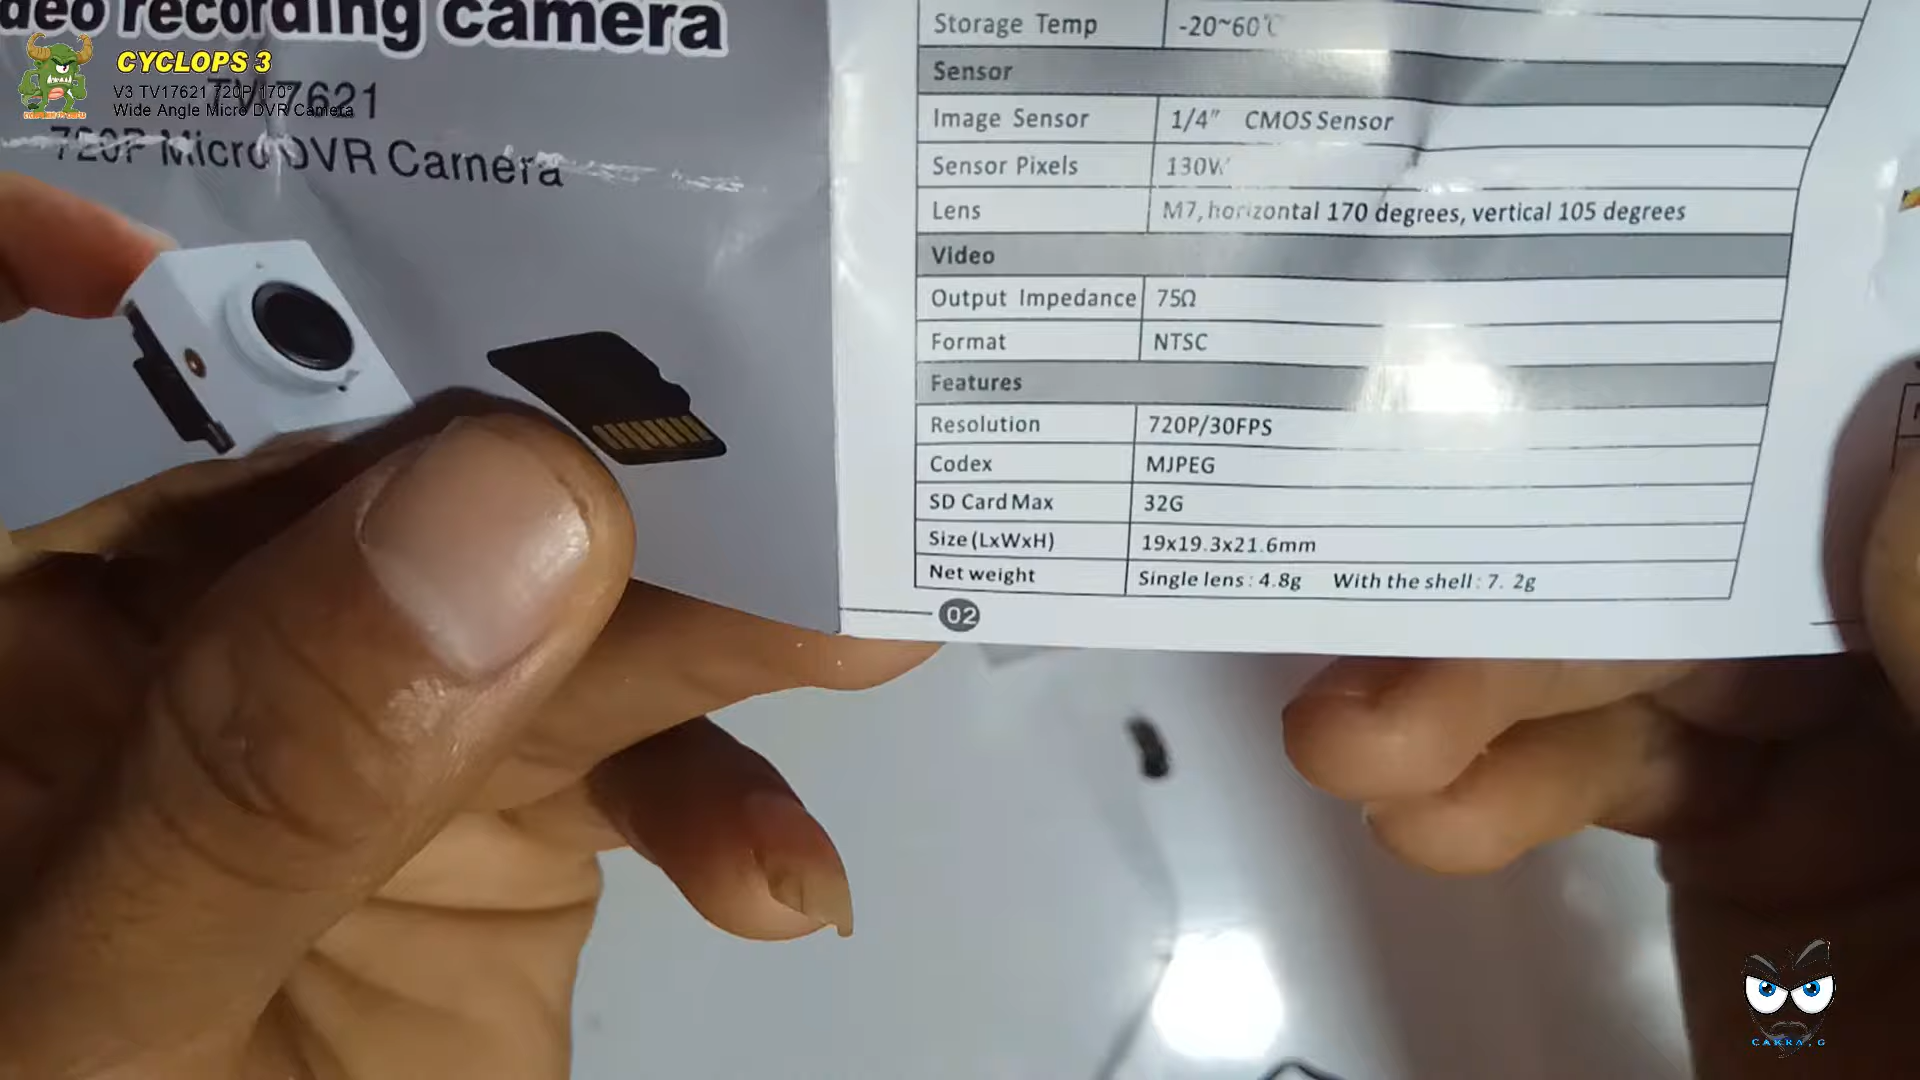 deo recording camera
CYCLOPS 3
V3 TV17621 720P 170°
Wide Angle Micro DVR Camera
7621
720P Micro DVR Camera
Storage Temp -20~60℃
Sensor
Image Sensor 1/4" CMOS Sensor
Sensor Pixels 130W
Lens M7, horizontal 170 degrees, vertical 105 degrees
Video
Output Impedance 75Ω
Format NTSC
Features
Resolution 720P/30FPS
Codex MJPEG
SD Card Max 32G
Size (LxWxH) 19x19.3x21.6mm
Net weight Single lens : 4.8g With the shell : 7. 2g
02
CAKRA, G